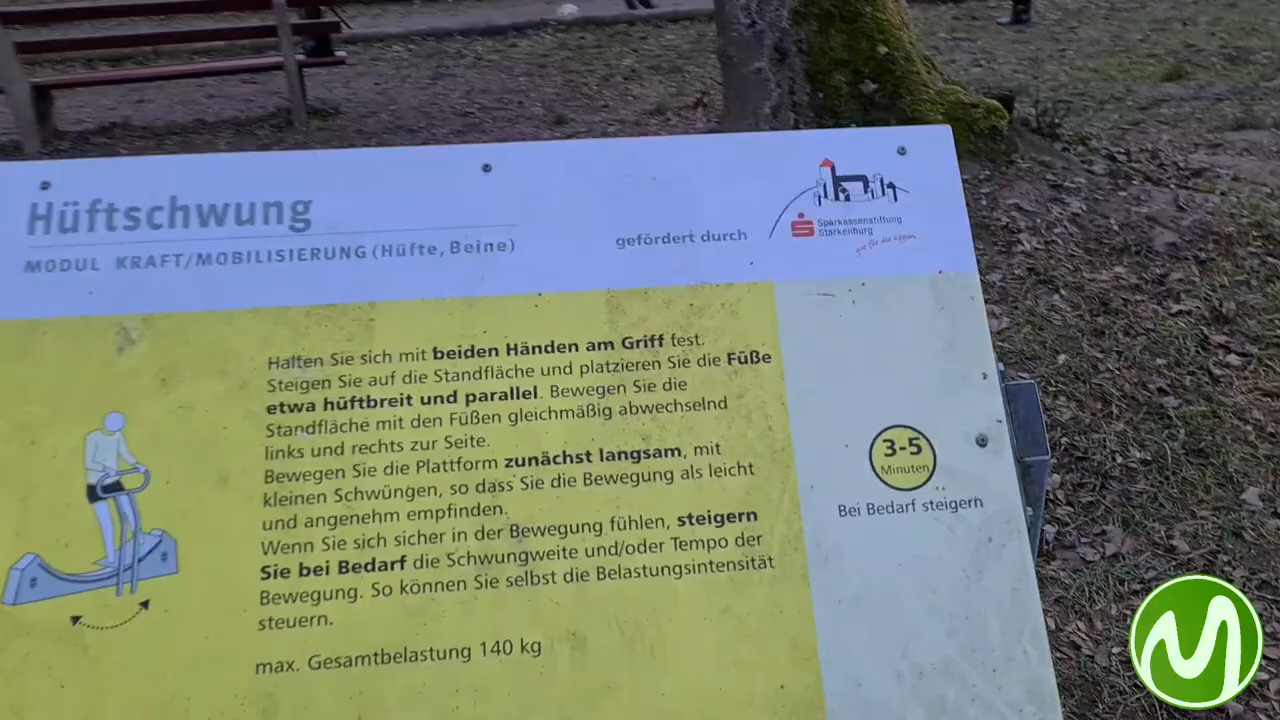 Hüftschwung
MODUL KRAFT/MOBILISIERUNG (Hüfte, Beine)
gefördert durch
Sparkassenstiftung
Starkenburg
gut für die Region
Halten Sie sich mit beiden Händen am Griff fest.
Steigen Sie auf die Standfläche und platzieren Sie die Füße
etwa hüftbreit und parallel. Bewegen Sie die
Standfläche mit den Füßen gleichmäßig abwechselnd
links und rechts zur Seite.
Bewegen Sie die Plattform zunächst langsam, mit
kleinen Schwüngen, so dass Sie die Bewegung als leicht
und angenehm empfinden.
Wenn Sie sich sicher in der Bewegung fühlen, steigern
Sie bei Bedarf die Schwungweite und/oder Tempo der
Bewegung. So können Sie selbst die Belastungsintensität
steuern.
max. Gesamtbelastung 140 kg
3-5
Minuten
Bei Bedarf steigern